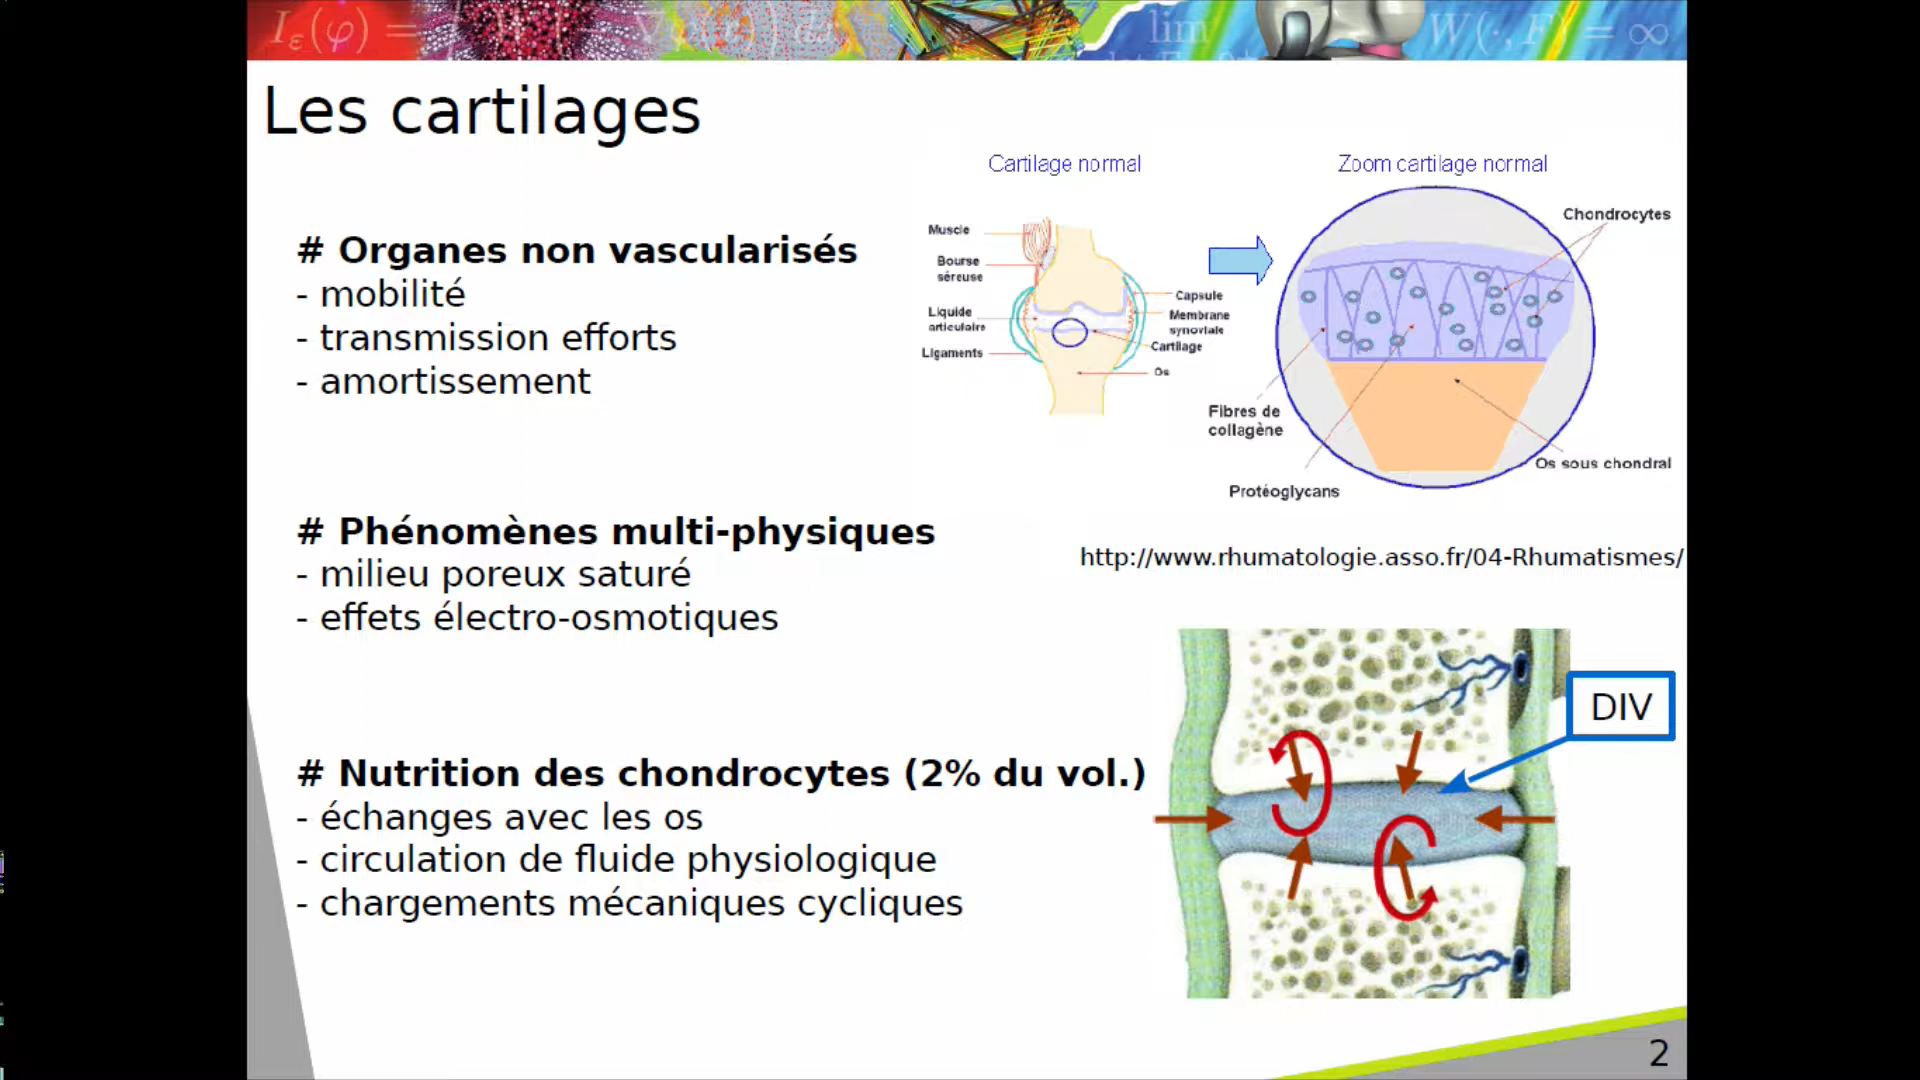 Les cartilages
# Organes non vascularisés
- mobilité
- transmission efforts
- amortissement
# Phénomènes multi-physiques
- milieu poreux saturé
- effets électro-osmotiques
# Nutrition des chondrocytes (2% du vol.)
- échanges avec les os
- circulation de fluide physiologique
- chargements mécaniques cycliques
Cartilage normal
Muscle
Bourse
séreuse
Liquide
articulaire
Ligaments
Capsule
Membrane
synoviale
Cartilage
Os
Zoom cartilage normal
Chondrocytes
Fibres de
collagène
Protéoglycans
Os sous chondral
http://www.rhumatologie.asso.fr/04-Rhumatismes/
DIV
2